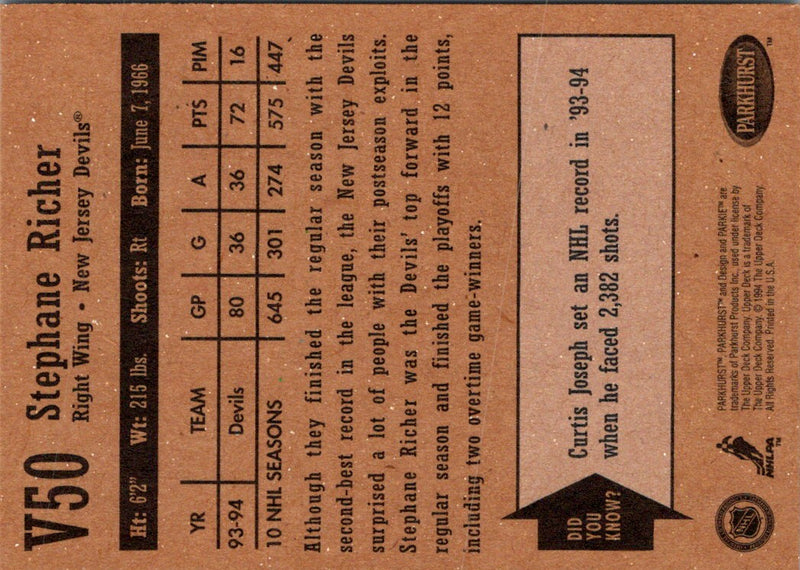 V50 Stephane Richer
Right Wing • New Jersey Devils®
Ht: 6'2" Wt: 215 lbs. Shoots: Rt Born: June 7, 1966
YR TEAM GP G A PTS PIM
93-94 Devils 80 36 36 72 16
10 NHL SEASONS 645 301 274 575 447
Although they finished the regular season with the
second-best record in the league, the New Jersey Devils
surprised a lot of people with their postseason exploits.
Stephane Richer was the Devils' top forward in the
regular season and finished the playoffs with 12 points,
including two overtime game-winners.
DID
YOU
KNOW?
Curtis Joseph set an NHL record in '93-94
when he faced 2,382 shots.
NHL
NHLPA
PARKHURST™ PARKHURST™ and Design and PARKIE™ are
trademarks of Parkhurst Products Inc., used under license by
The Upper Deck Company. Upper Deck is a trademark of
The Upper Deck Company. © 1994 The Upper Deck Company.
All Rights Reserved. Printed in the U.S.A.
PARKHURST™